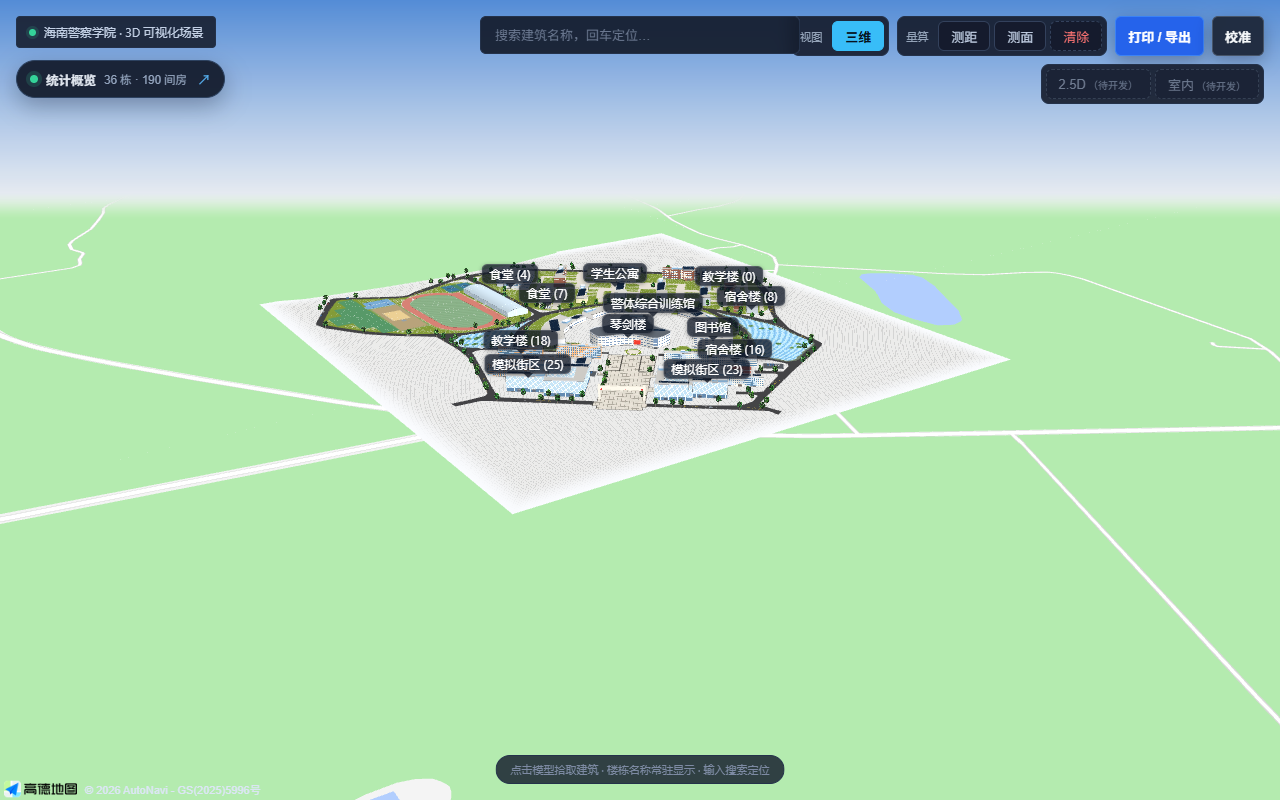 海南警察学院 · 3D 可视化场景
搜索建筑名称，回车定位…
视图 三维
量算 测距 测面 清除
打印 / 导出
校准
统计概览 36 栋 · 190 间房 ↗
2.5D （待开发） 室内 （待开发）
食堂 (4)
学生公寓
教学楼 (0)
食堂 (7)
宿舍楼 (8)
警体综合训练馆
琴剑楼
图书馆
教学楼 (18)
宿舍楼 (16)
模拟街区 (25)
模拟街区 (23)
点击模型拾取建筑 · 楼栋名称常驻显示 · 输入搜索定位
高德地图 © 2026 AutoNavi - GS(2025)5996号